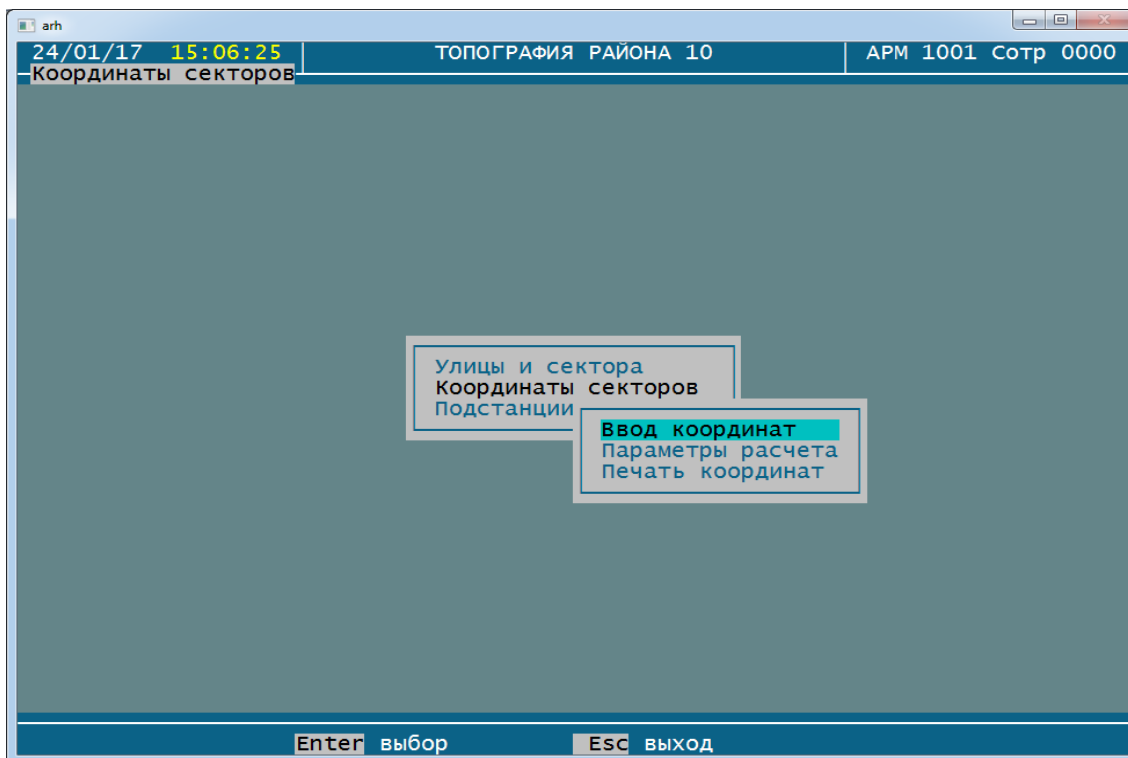 arh
24/01/17 15:06:25 ТОПОГРАФИЯ РАЙОНА 10 АРМ 1001 Сотр 0000
Координаты секторов
Улицы и сектора
Координаты секторов
Подстанции
Ввод координат
Параметры расчета
Печать координат
Enter выбор Esc выход